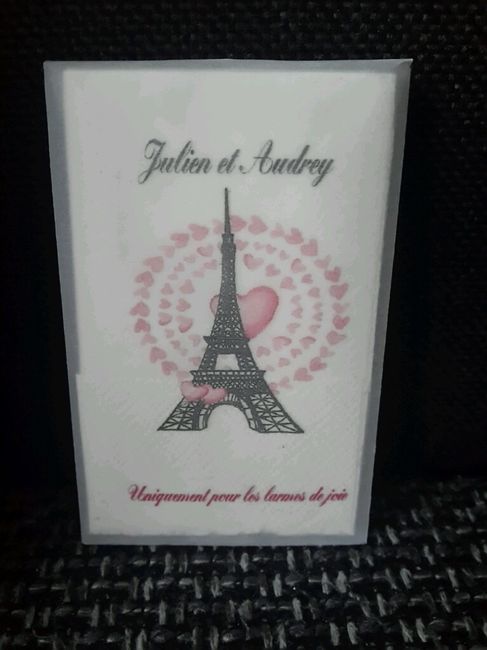 Julien et Audrey
Uniquement pour les larmes de joie